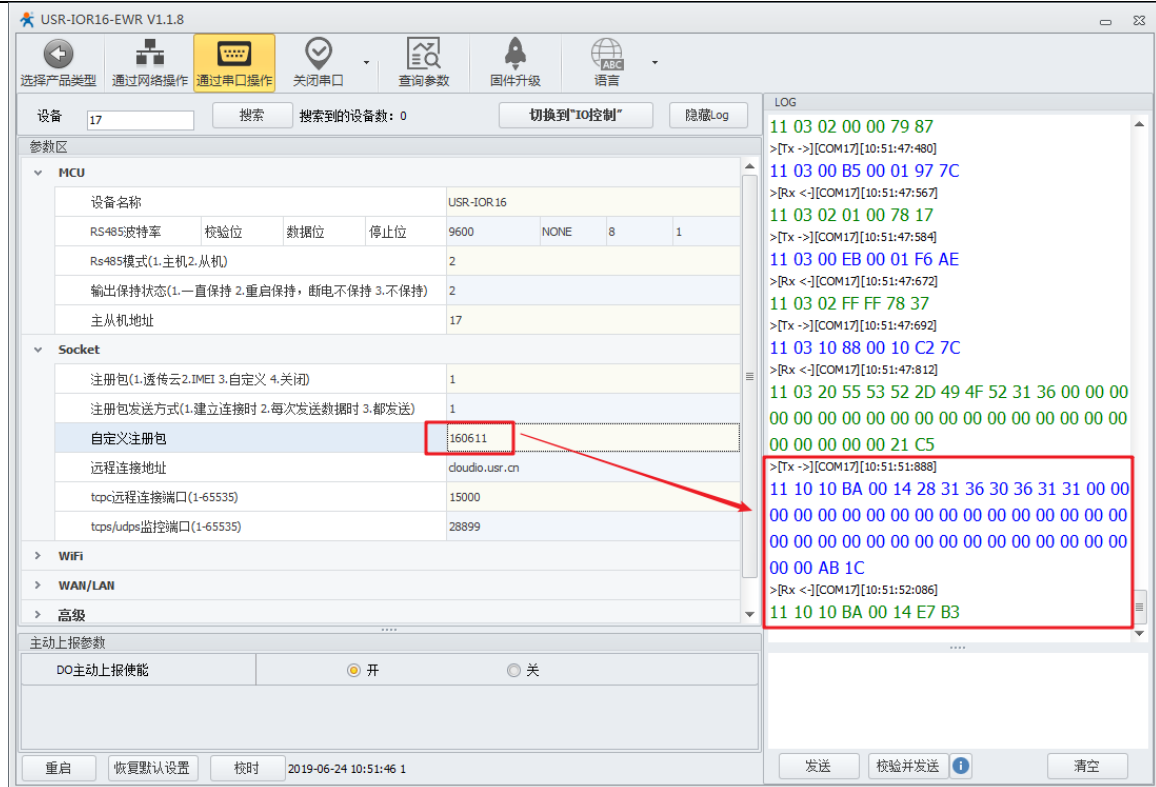 USR-IOR16-EWR V1.1.8
选择产品类型 通过网络操作 通过串口操作 关闭串口 查询参数 固件升级 ABC 语言
设备 17 搜索 搜索到的设备数: 0 切换到"IO控制" 隐藏Log
参数区
MCU
设备名称 USR-IOR16
RS485波特率 校验位 数据位 停止位 9600 NONE 8 1
Rs485模式(1.主机2.从机) 2
输出保持状态(1.一直保持 2.重启保持，断电不保持 3.不保持) 2
主从机地址 17
Socket
注册包(1.透传云2.IMEI 3.自定义 4.关闭) 1
注册包发送方式(1.建立连接时 2.每次发送数据时 3.都发送) 1
自定义注册包 160611
远程连接地址 cloudio.usr.cn
tcpc远程连接端口(1-65535) 15000
tcps/udps监控端口(1-65535) 28899
WiFi
WAN/LAN
高级
主动上报参数
DO主动上报使能 开 关
重启 恢复默认设置 校时 2019-06-24 10:51:46 1
LOG
11 03 02 00 00 79 87
>[Tx ->][COM17][10:51:47:480]
11 03 00 B5 00 01 97 7C
>[Rx <-][COM17][10:51:47:567]
11 03 02 01 00 78 17
>[Tx ->][COM17][10:51:47:584]
11 03 00 EB 00 01 F6 AE
>[Rx <-][COM17][10:51:47:672]
11 03 02 FF FF 78 37
>[Tx ->][COM17][10:51:47:692]
11 03 10 88 00 10 C2 7C
>[Rx <-][COM17][10:51:47:812]
11 03 20 55 53 52 2D 49 4F 52 31 36 00 00 00
00 00 00 00 00 00 00 00 00 00 00 00 00 00 00
00 00 00 00 00 21 C5
>[Tx ->][COM17][10:51:51:888]
11 10 10 BA 00 14 28 31 36 30 36 31 31 00 00
00 00 00 00 00 00 00 00 00 00 00 00 00 00 00
00 00 00 00 00 00 00 00 00 00 00 00 00 00 00
00 00 AB 1C
>[Rx <-][COM17][10:51:52:086]
11 10 10 BA 00 14 E7 B3
发送 校验并发送 清空